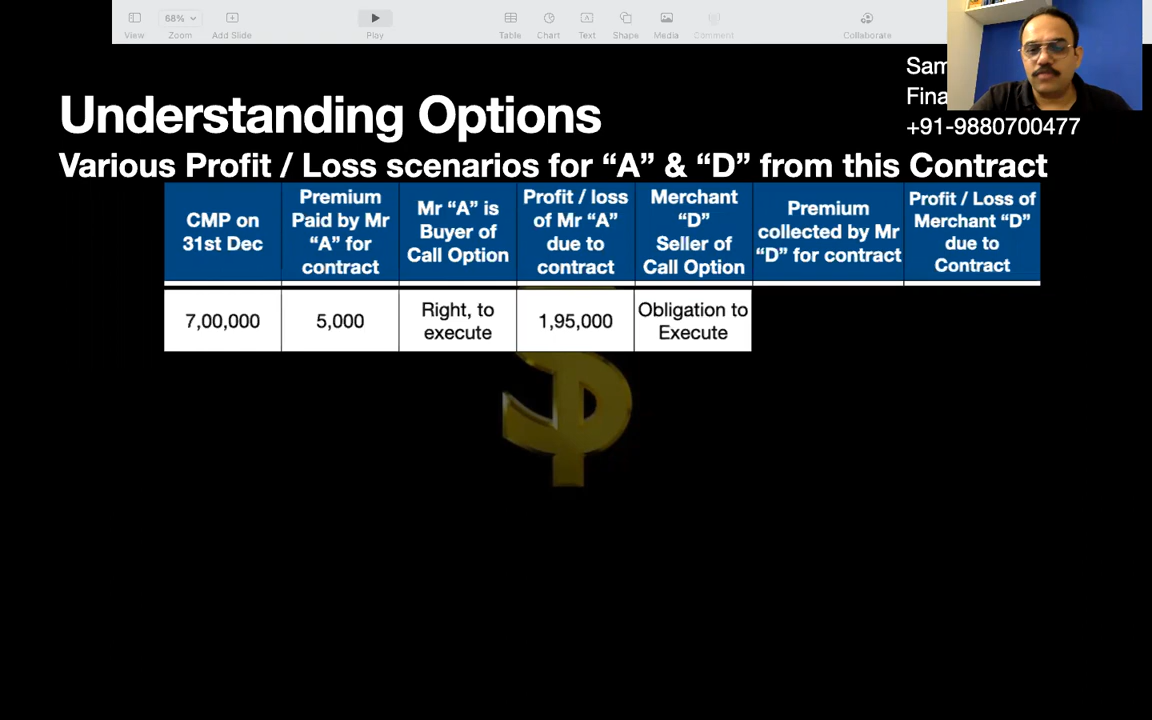 68%
View
Zoom
Add Slide
Play
Table
Chart
Text
Shape
Media
Comment
Collaborate
+91-9880700477
Understanding Options
Various Profit / Loss scenarios for “A” & “D” from this Contract
CMP on
31st Dec
Premium
Paid by Mr
“A” for
contract
Mr “A” is
Buyer of
Call Option
Profit / loss
of Mr “A”
due to
contract
Merchant
“D”
Seller of
Call Option
Premium
collected by Mr
“D” for contract
Profit / Loss of
Merchant “D”
due to
Contract
7,00,000
5,000
Right, to
execute
1,95,000
Obligation to
Execute